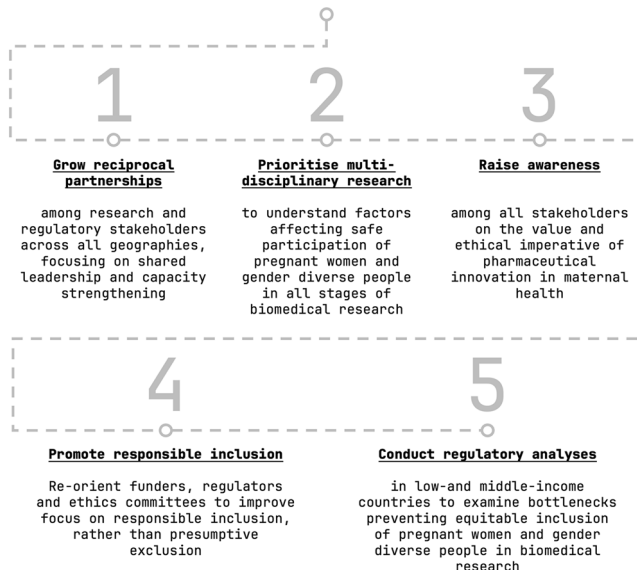 1
Grow reciprocal
partnerships
among research and
regulatory stakeholders
across all geographies,
focusing on shared
leadership and capacity
strengthening
2
Prioritise multi-
disciplinary research
to understand factors
affecting safe
participation of
pregnant women and
gender diverse people
in all stages of
biomedical research
3
Raise awareness
among all stakeholders
on the value and
ethical imperative of
pharmaceutical
innovation in maternal
health
4
Promote responsible inclusion
Re-orient funders, regulators
and ethics committees to improve
focus on responsible inclusion,
rather than presumptive
exclusion
5
Conduct regulatory analyses
in low-and middle-income
countries to examine bottlenecks
preventing equitable inclusion
of pregnant women and gender
diverse people in biomedical
research